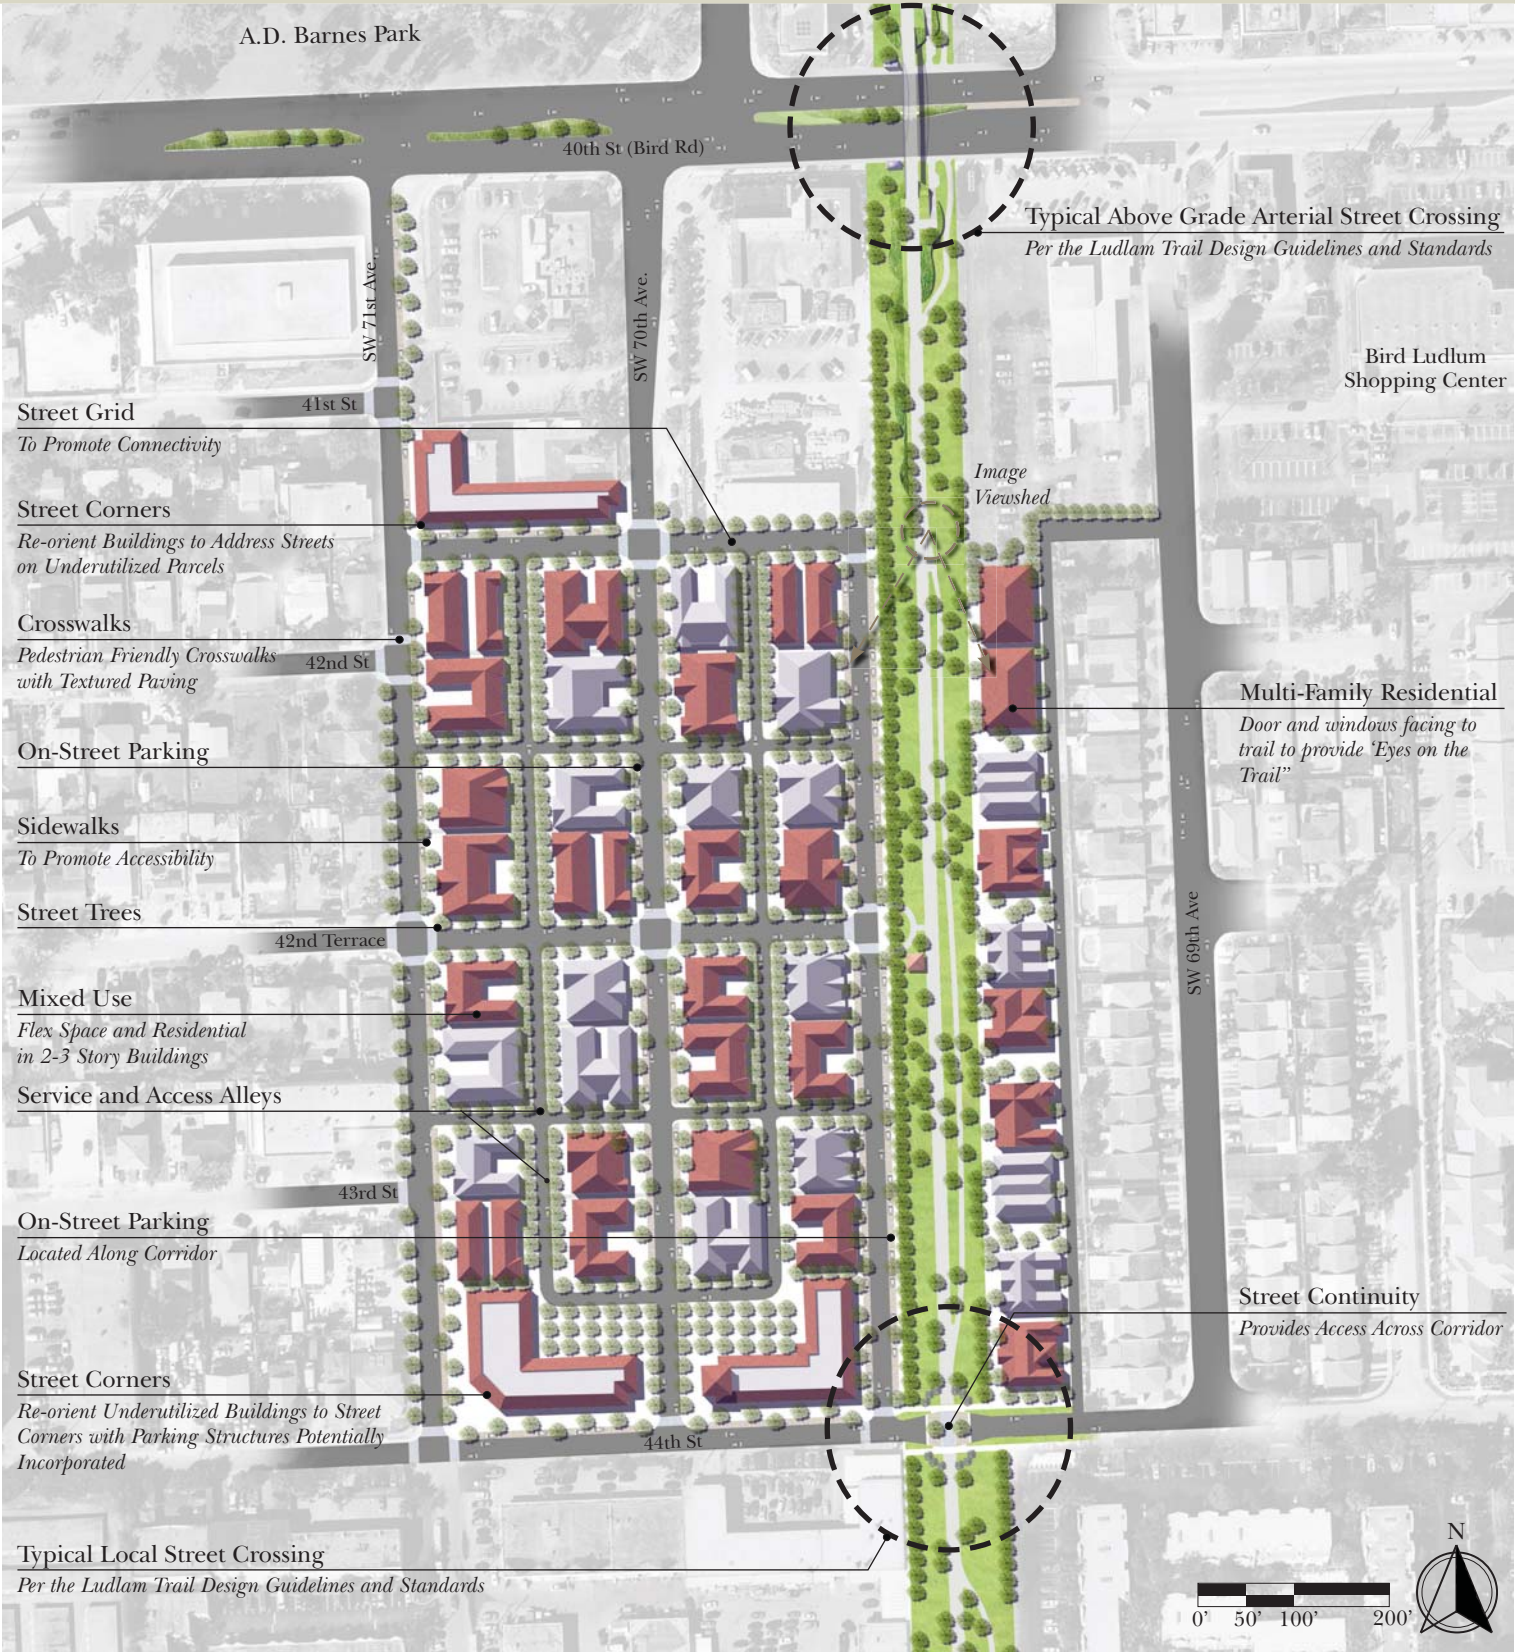 A.D. Barnes Park
40th St (Bird Rd)
Typical Above Grade Arterial Street Crossing
Per the Ludlam Trail Design Guidelines and Standards
SW 71st Ave.
SW 70th Ave.
Bird Ludlum
Shopping Center
41st St
Street Grid
To Promote Connectivity
Image
Viewshed
Street Corners
Re-orient Buildings to Address Streets
on Underutilized Parcels
Crosswalks
Pedestrian Friendly Crosswalks
with Textured Paving
42nd St
Multi-Family Residential
Door and windows facing to
trail to provide ‘Eyes on the
Trail”
On-Street Parking
Sidewalks
To Promote Accessibility
Street Trees
42nd Terrace
SW 69th Ave
Mixed Use
Flex Space and Residential
in 2-3 Story Buildings
Service and Access Alleys
43rd St
On-Street Parking
Located Along Corridor
Street Continuity
Provides Access Across Corridor
Street Corners
Re-orient Underutilized Buildings to Street
Corners with Parking Structures Potentially
Incorporated
44th St
Typical Local Street Crossing
Per the Ludlam Trail Design Guidelines and Standards
N
0' 50' 100' 200'